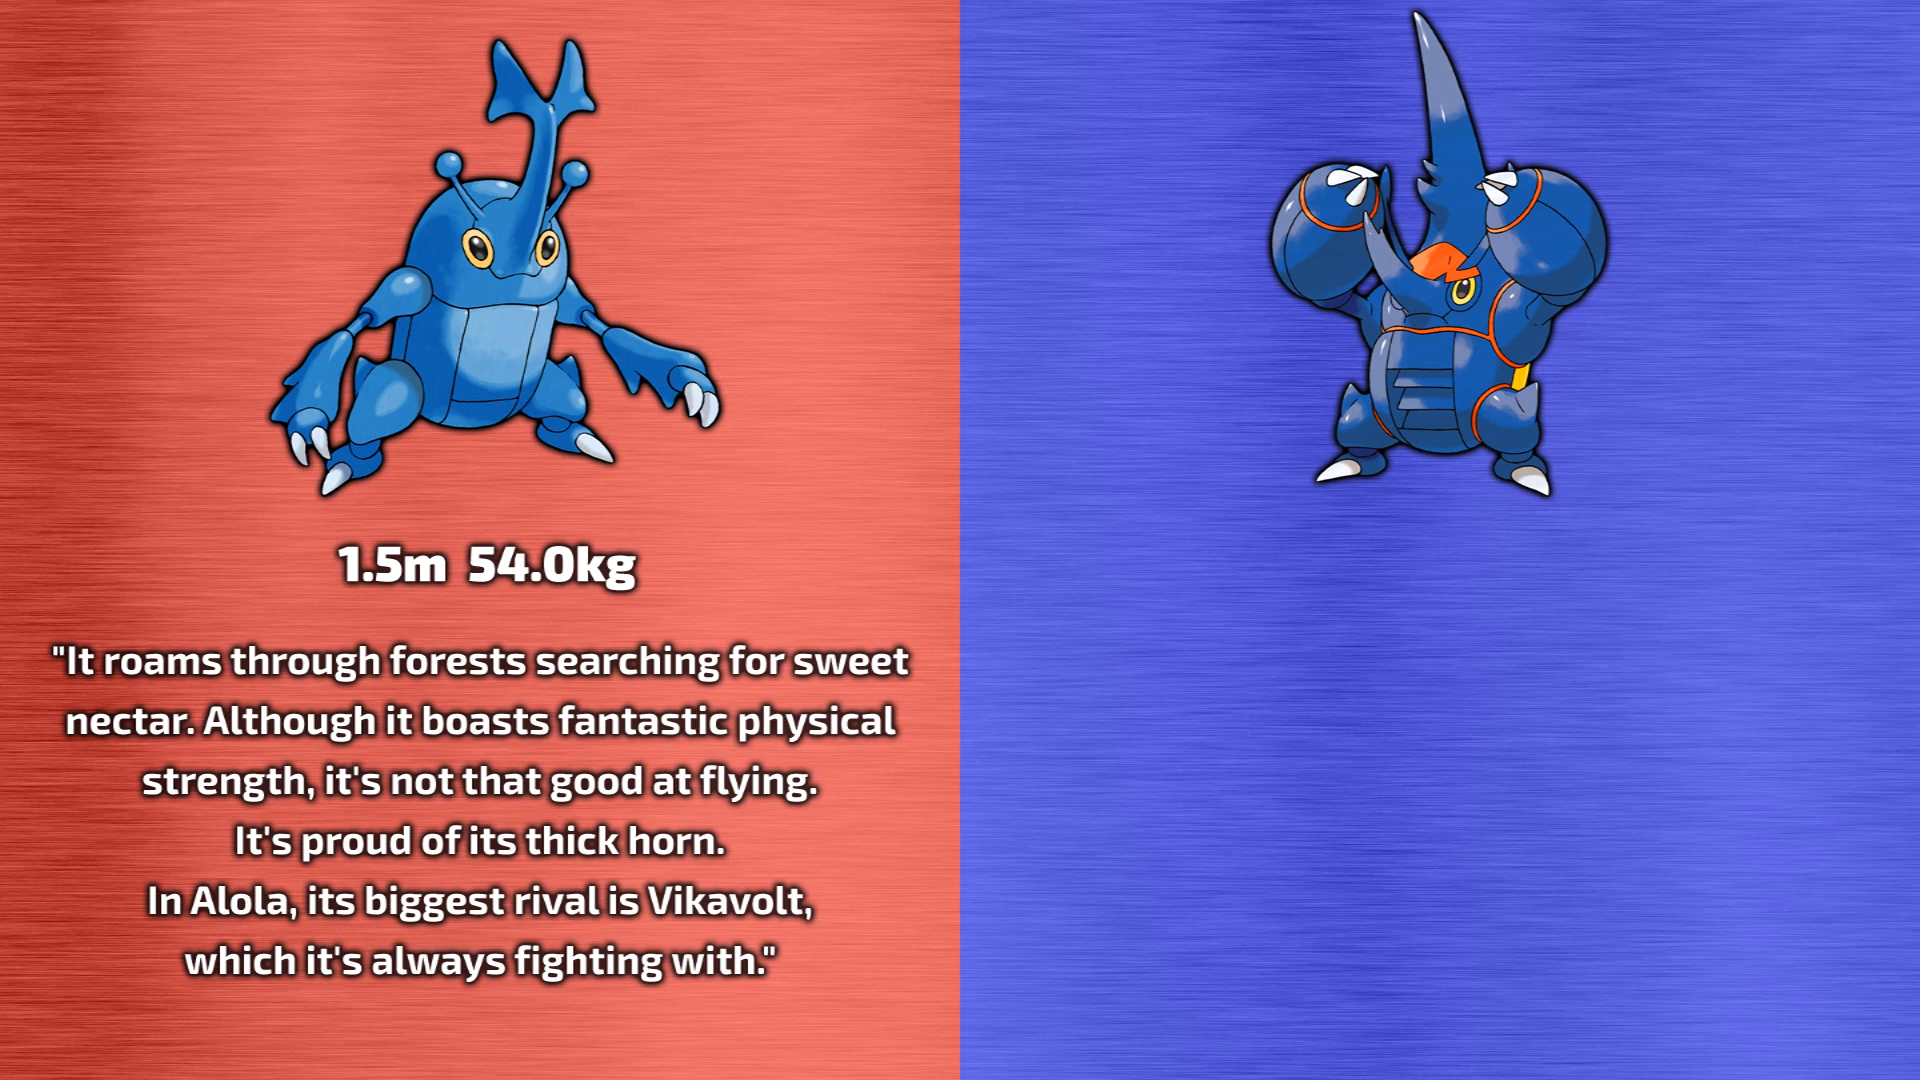 1.5m 54.0kg
"It roams through forests searching for sweet
nectar. Although it boasts fantastic physical
strength, it's not that good at flying.
It's proud of its thick horn.
In Alola, its biggest rival is Vikavolt,
which it's always fighting with."